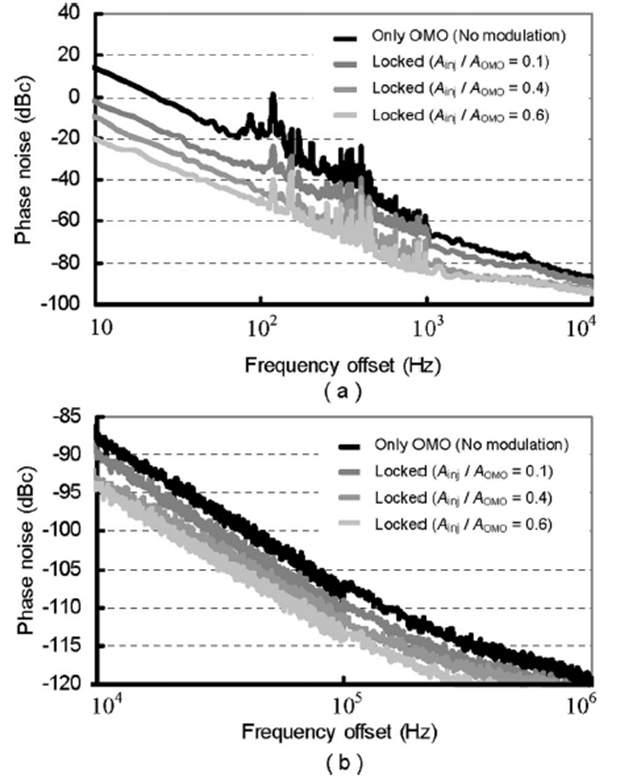 40
20
0
-20
-40
-60
-80
-100
Phase noise (dBc)
Only OMO (No modulation)
Locked (Ainj / AOMO = 0.1)
Locked (Ainj / AOMO = 0.4)
Locked (Ainj / AOMO = 0.6)
10 10² 10³ 10⁴
Frequency offset (Hz)
( a )
-85
-90
-95
-100
-105
-110
-115
-120
Phase noise (dBc)
Only OMO (No modulation)
Locked (Ainj / AOMO = 0.1)
Locked (Ainj / AOMO = 0.4)
Locked (Ainj / AOMO = 0.6)
10⁴ 10⁵ 10⁶
Frequency offset (Hz)
( b )